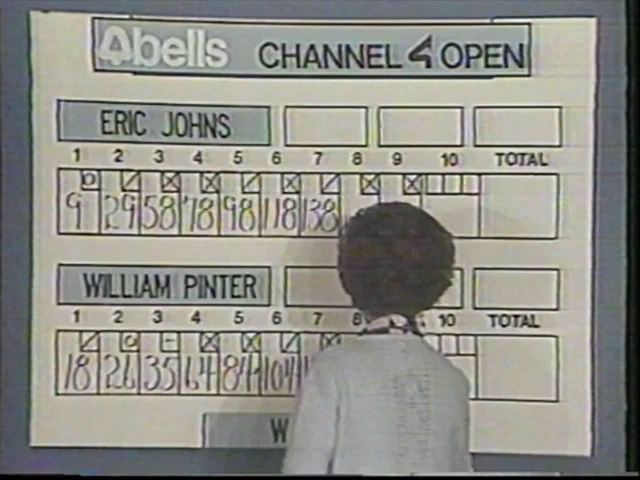 4bells CHANNEL 4 OPEN
ERIC JOHNS
1 2 3 4 5 6 7 8 9 10 TOTAL
9 29 58 78 98 118 138
WILLIAM PINTER
1 2 3 4 5 6 7 8 10 TOTAL
18 26 35 64 84 104
W